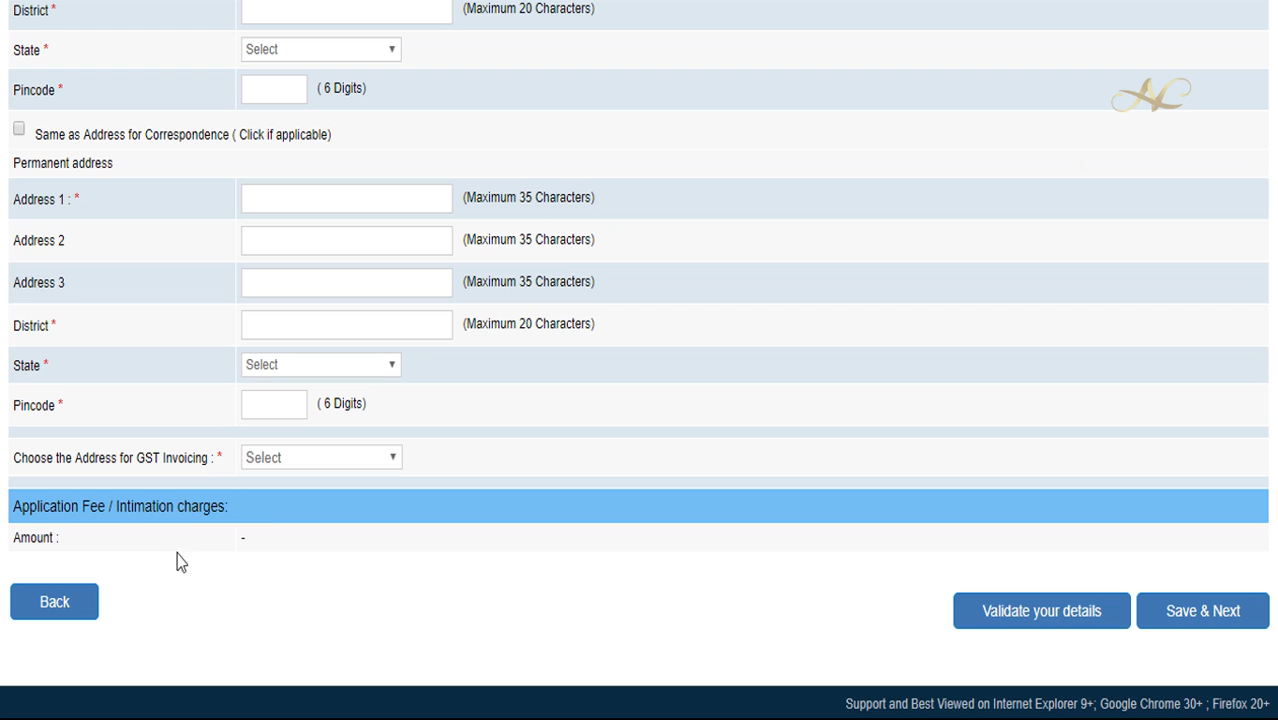 District * (Maximum 20 Characters)
State * Select
Pincode * ( 6 Digits)
Same as Address for Correspondence ( Click if applicable)
Permanent address
Address 1 : * (Maximum 35 Characters)
Address 2 (Maximum 35 Characters)
Address 3 (Maximum 35 Characters)
District * (Maximum 20 Characters)
State * Select
Pincode * ( 6 Digits)
Choose the Address for GST Invoicing : * Select
Application Fee / Intimation charges:
Amount : -
Back Validate your details Save & Next
Support and Best Viewed on Internet Explorer 9+; Google Chrome 30+ ; Firefox 20+